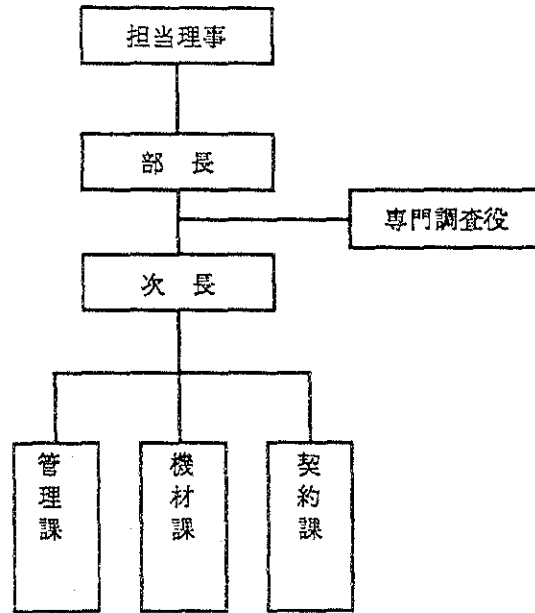 担当理事
部　長
専門調査役
次　長
管理課
機材課
契約課